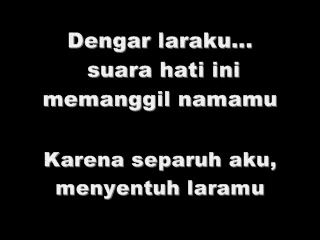 Dengar laraku...
suara hati ini
memanggil namamu
Karena separuh aku,
menyentuh laramu